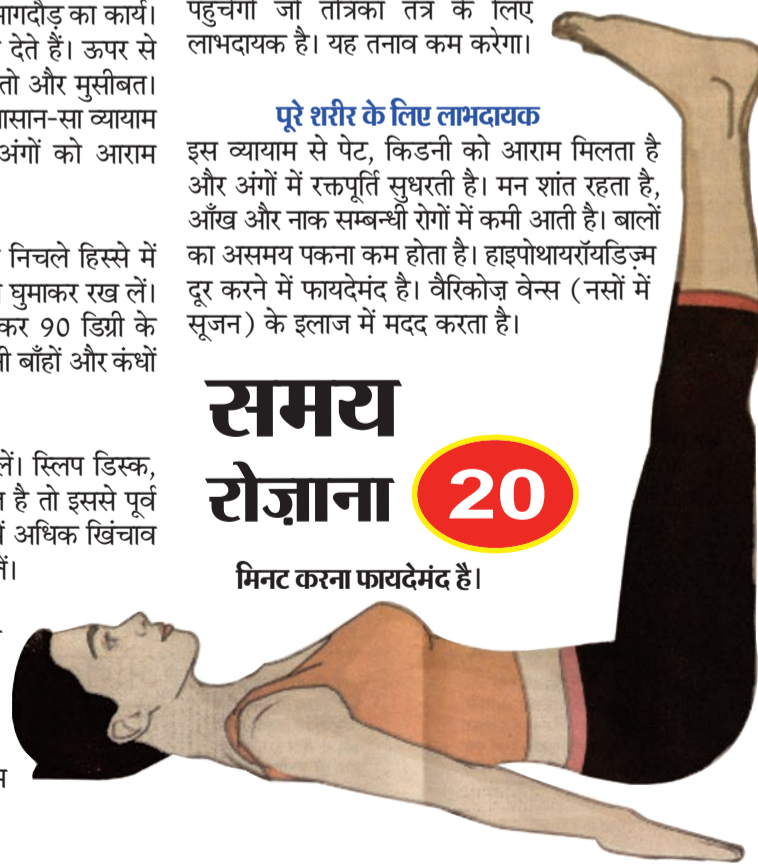 भागदौड़ का कार्य।
देते हैं। ऊपर से
तो और मुसीबत।
आसान-सा व्यायाम
अंगों को आराम
निचले हिस्से में
घुमाकर रख लें।
कर 90 डिग्री के
बाँहों और कंधों
लें। स्लिप डिस्क,
है तो इससे पूर्व
में अधिक खिंचाव
पहुंचेगी जो तंत्रिका तंत्र के लिए
लाभदायक है। यह तनाव कम करेगा।
पूरे शरीर के लिए लाभदायक
इस व्यायाम से पेट, किडनी को आराम मिलता है
और अंगों में रक्तपूर्ति सुधरती है। मन शांत रहता है,
आँख और नाक सम्बन्धी रोगों में कमी आती है। बालों
का असमय पकना कम होता है। हाइपोथायरॉयडिज़्म
दूर करने में फायदेमंद है। वैरिकोज़ वेन्स (नसों में
सूजन) के इलाज में मदद करता है।
समय
रोज़ाना 20
मिनट करना फायदेमंद है।